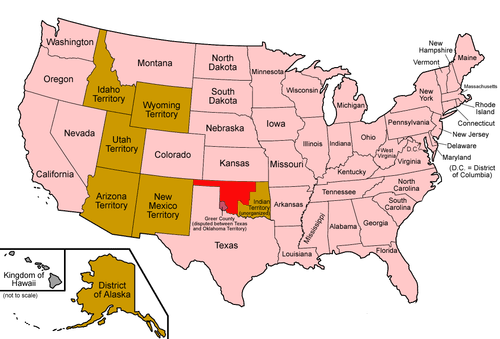 Washington
Oregon
California
Nevada
Idaho
Territory
Montana
Wyoming
Territory
Utah
Territory
Colorado
Arizona
Territory
New
Mexico
Territory
North
Dakota
South
Dakota
Nebraska
Kansas
Greer County
(disputed between Texas
and Oklahoma Territory)
Indian
Territory
(unorganized)
Texas
Minnesota
Iowa
Missouri
Arkansas
Louisiana
Wisconsin
Illinois
Michigan
Indiana
Ohio
Kentucky
Tennessee
Mississippi
Alabama
Georgia
Florida
South
Carolina
North
Carolina
West
Virginia
Virginia
D.C.
Pennsylvania
New
York
Vermont
New
Hampshire
Maine
Massachusetts
Rhode
Island
Connecticut
New Jersey
Delaware
Maryland
(D.C. = District
of Columbia)
Kingdom of
Hawaii
(not to scale)
District
of Alaska